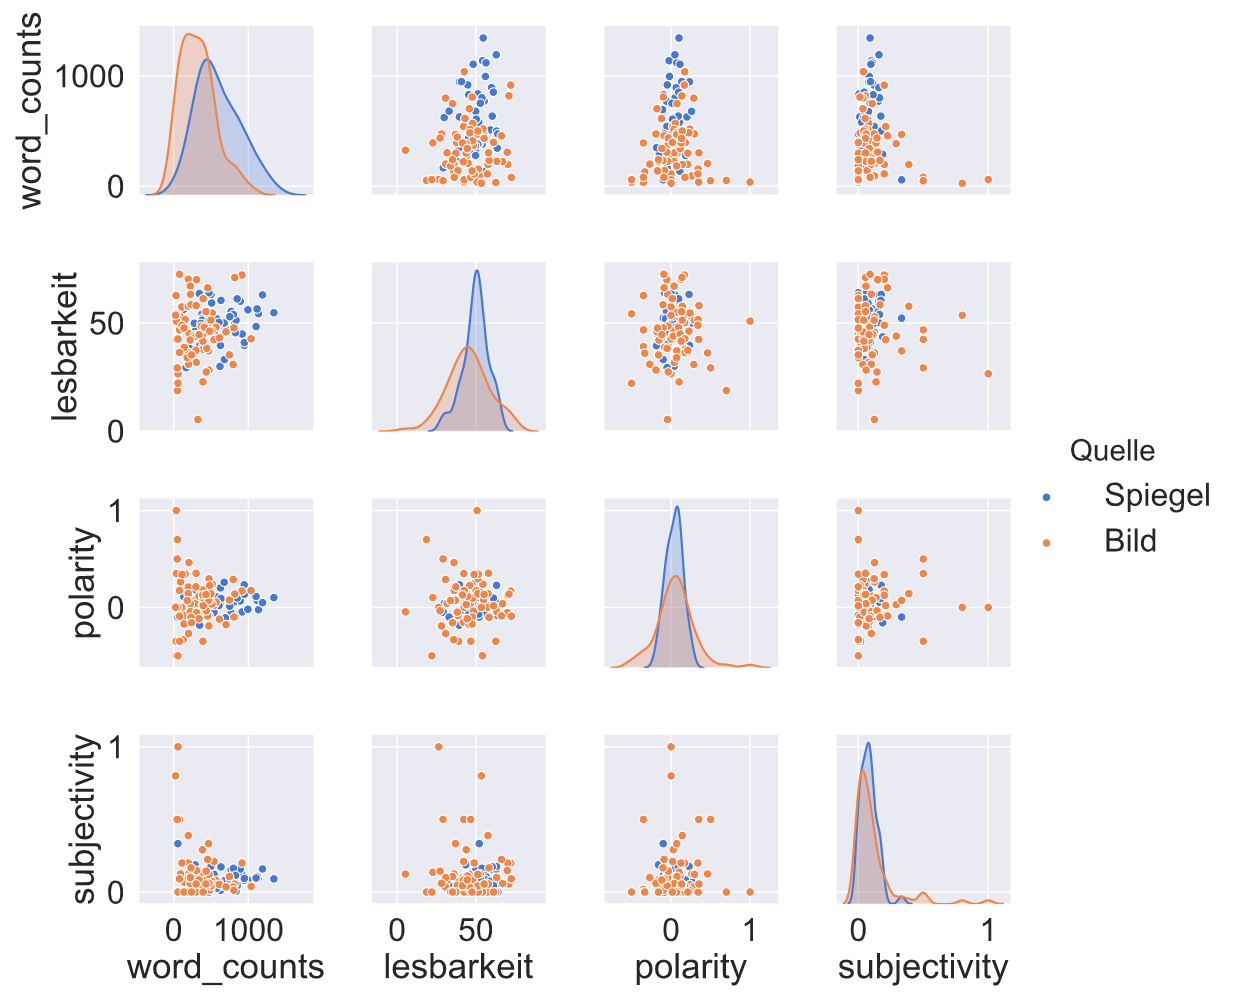 word_counts
1000
0
lesbarkeit
50
0
Quelle
Spiegel
Bild
polarity
1
0
subjectivity
1
0
0 1000 0 50 0 1 0 1
word_counts lesbarkeit polarity subjectivity